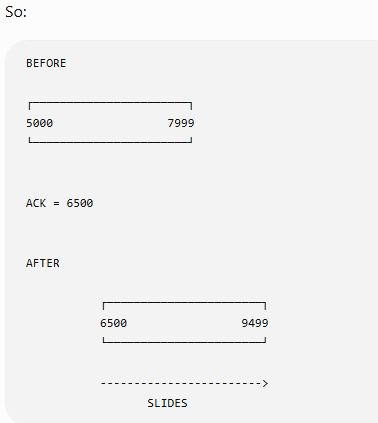 So:
BEFORE
5000 7999
ACK = 6500
AFTER
6500 9499
------------------------>
SLIDES